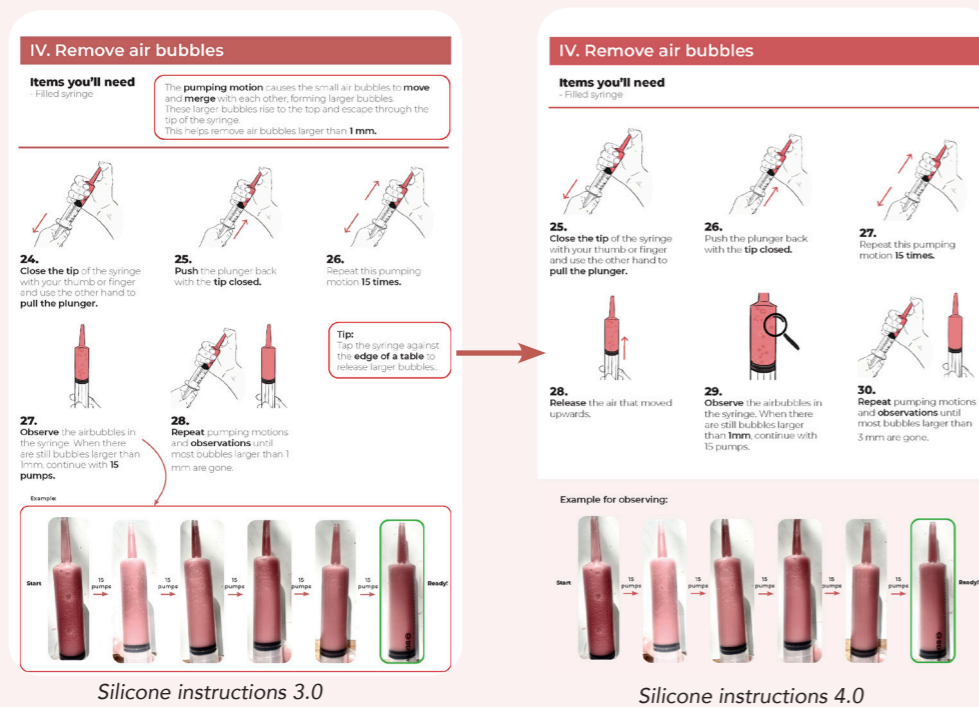 IV. Remove air bubbles
Items you'll need
- Filled syringe
The pumping motion causes the small air bubbles to move
and merge with each other, forming larger bubbles.
These larger bubbles rise to the top and escape through the
tip of the syringe.
This helps remove air bubbles larger than 1 mm.
24.
Close the tip of the syringe
with your thumb or finger
and use the other hand to
pull the plunger.
25.
Push the plunger back
with the tip closed.
26.
Repeat this pumping
motion 15 times.
Tip:
Tap the syringe against
the edge of a table to
release larger bubbles.
27.
Observe the airbubbles in
the syringe. When there
are still bubbles larger than
1mm, continue with 15
pumps.
28.
Repeat pumping motions
and observations until
most bubbles larger than 1
mm are gone.
Example:
Start
15
pumps
15
pumps
15
pumps
15
pumps
15
pumps
Ready!
Silicone instructions 3.0
IV. Remove air bubbles
Items you'll need
- Filled syringe
25.
Close the tip of the syringe
with your thumb or finger
and use the other hand to
pull the plunger.
26.
Push the plunger back
with the tip closed.
27.
Repeat this pumping
motion 15 times.
28.
Release the air that moved
upwards.
29.
Observe the airbubbles in
the syringe. When there
are still bubbles larger
than 1mm, continue with
15 pumps.
30.
Repeat pumping motions
and observations until
most bubbles larger than
3 mm are gone.
Example for observing:
Start
15
pumps
15
pumps
15
pumps
15
pumps
15
pumps
Ready!
Silicone instructions 4.0